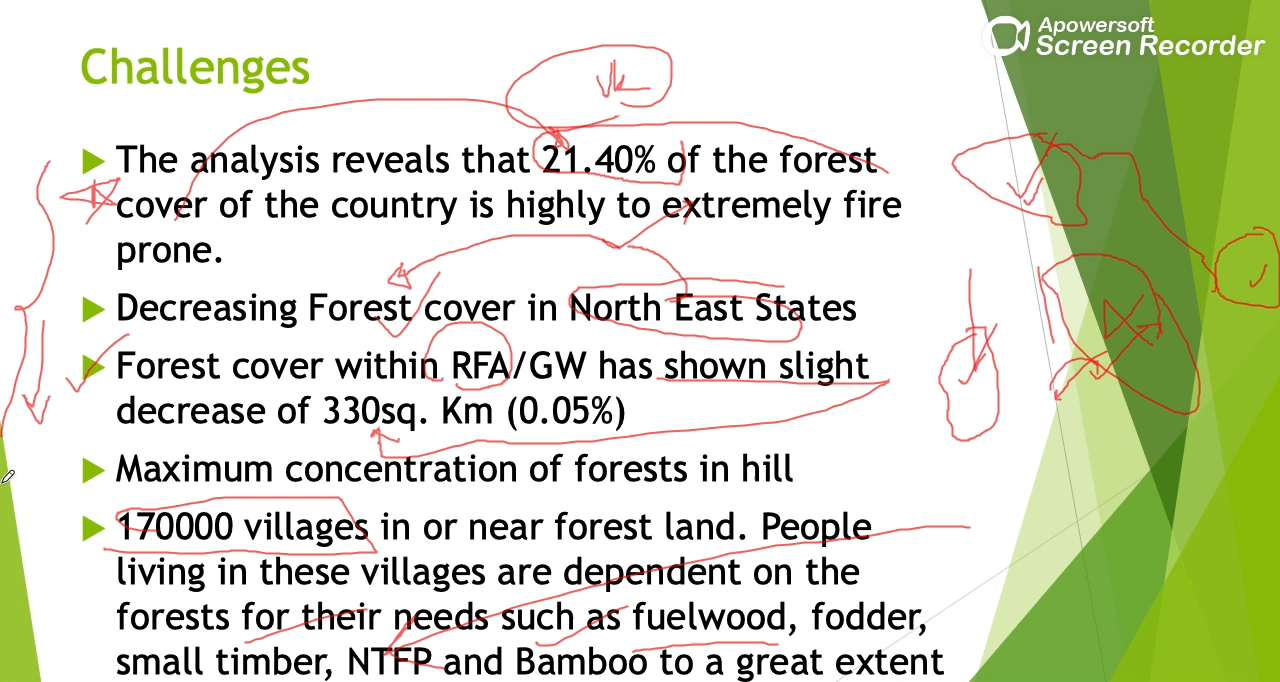 Apowersoft
Screen Recorder
Challenges
The analysis reveals that 21.40% of the forest
cover of the country is highly to extremely fire
prone.
Decreasing Forest cover in North East States
Forest cover within RFA/GW has shown slight
decrease of 330sq. Km (0.05%)
Maximum concentration of forests in hill
170000 villages in or near forest land. People
living in these villages are dependent on the
forests for their needs such as fuelwood, fodder,
small timber, NTFP and Bamboo to a great extent